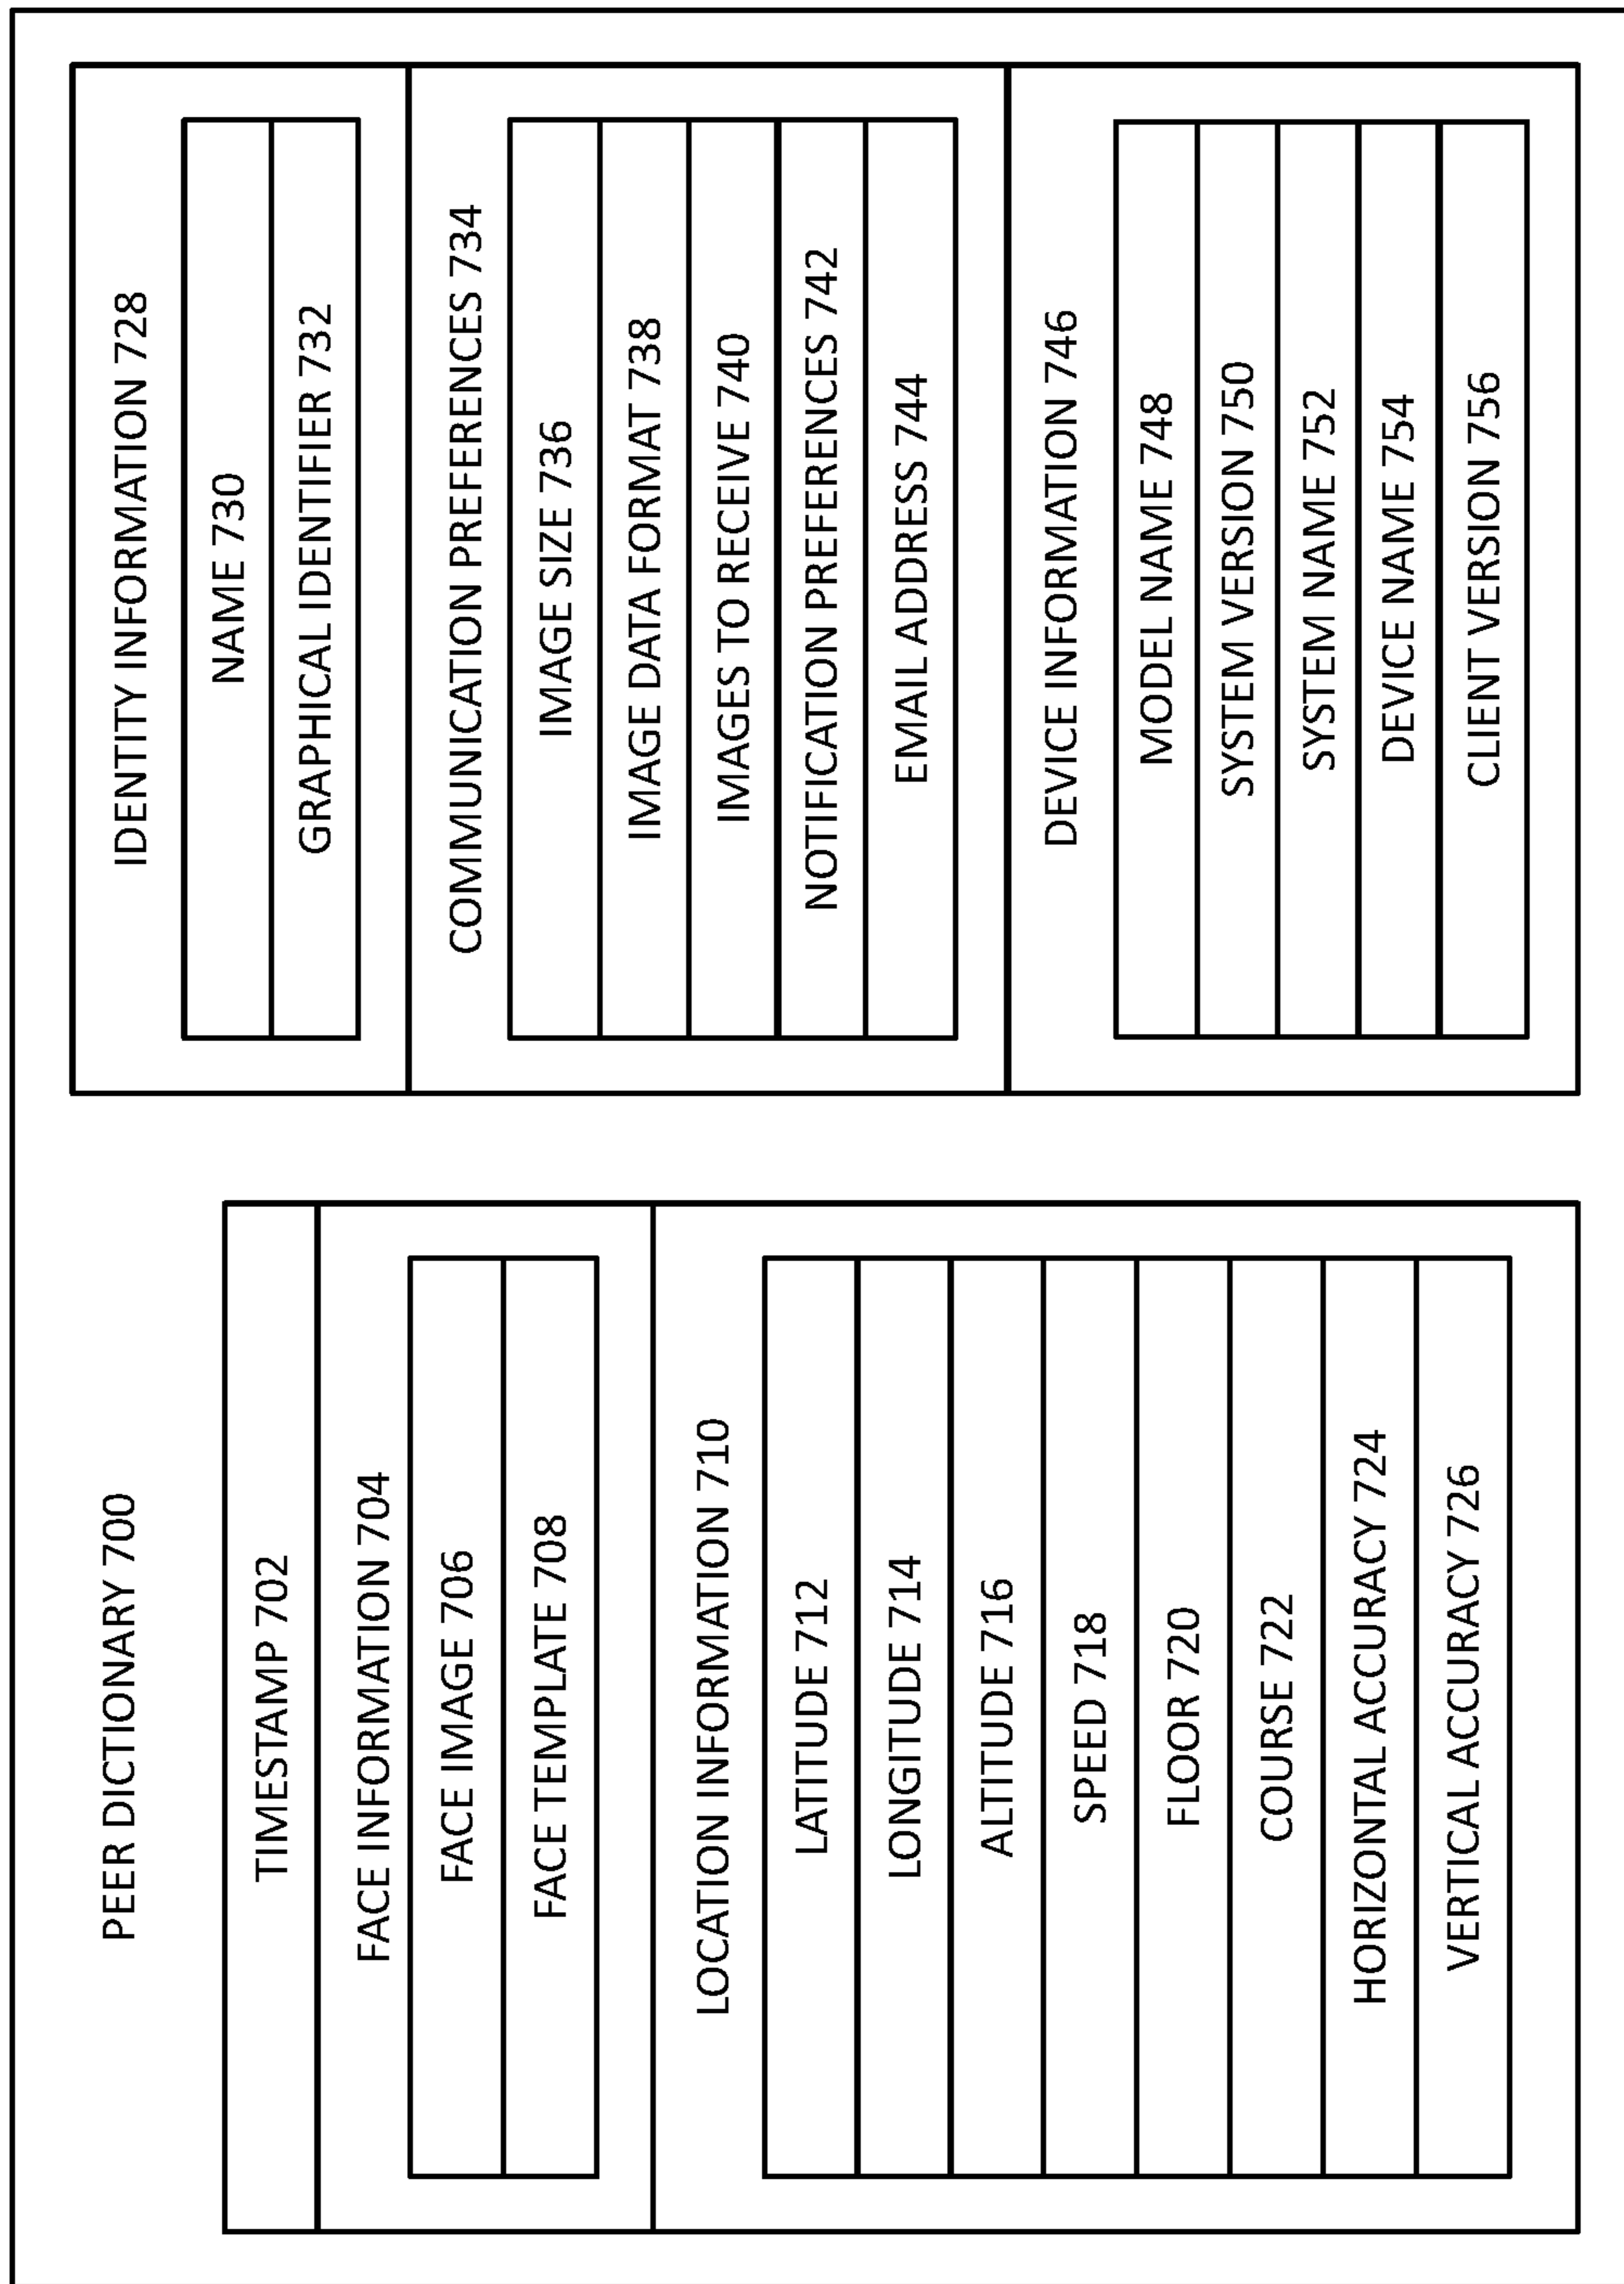 PEER DICTIONARY 700
TIMESTAMP 702
FACE INFORMATION 704
FACE IMAGE 706
FACE TEMPLATE 708
LOCATION INFORMATION 710
LATITUDE 712
LONGITUDE 714
ALTITUDE 716
SPEED 718
FLOOR 720
COURSE 722
HORIZONTAL ACCURACY 724
VERTICAL ACCURACY 726
IDENTITY INFORMATION 728
NAME 730
GRAPHICAL IDENTIFIER 732
COMMUNICATION PREFERENCES 734
IMAGE SIZE 736
IMAGE DATA FORMAT 738
IMAGES TO RECEIVE 740
NOTIFICATION PREFERENCES 742
EMAIL ADDRESS 744
DEVICE INFORMATION 746
MODEL NAME 748
SYSTEM VERSION 750
SYSTEM NAME 752
DEVICE NAME 754
CLIENT VERSION 756